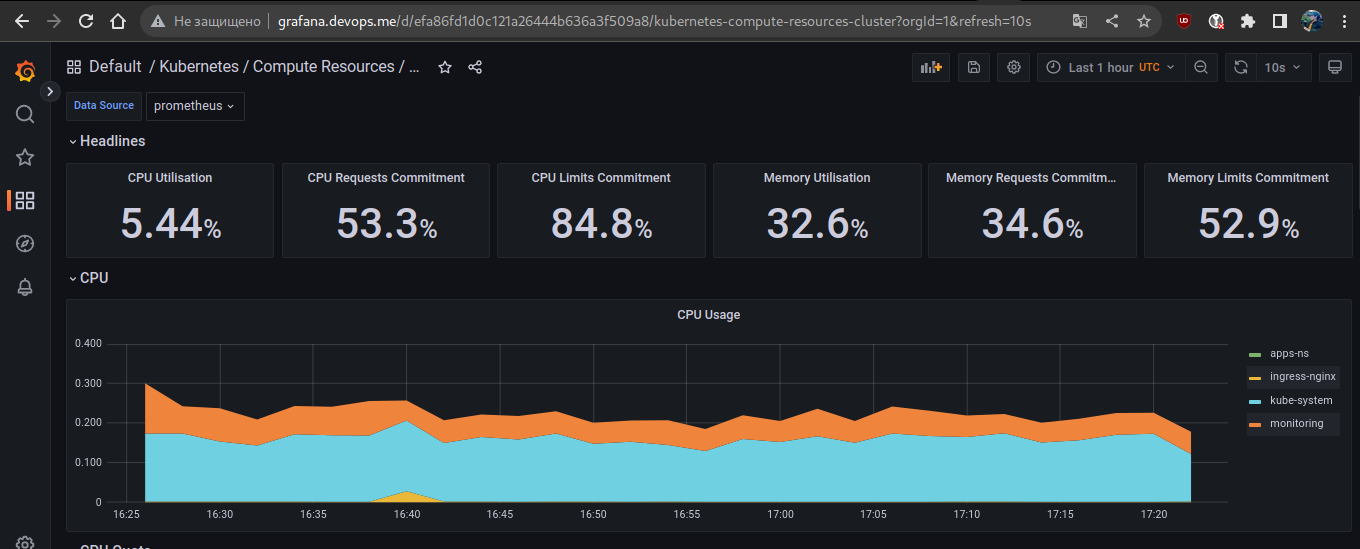 Не защищено grafana.devops.me/d/efa86fd1d0c121a26444b636a3f509a8/kubernetes-compute-resources-cluster?orgId=1&refresh=10s
Default / Kubernetes / Compute Resources / ... Last 1 hour UTC 10s
Data Source prometheus
Headlines
CPU Utilisation CPU Requests Commitment CPU Limits Commitment Memory Utilisation Memory Requests Commitm... Memory Limits Commitment
5.44% 53.3% 84.8% 32.6% 34.6% 52.9%
CPU
CPU Usage
0.400
0.300
0.200
0.100
0
16:25 16:30 16:35 16:40 16:45 16:50 16:55 17:00 17:05 17:10 17:15 17:20
apps-ns
ingress-nginx
kube-system
monitoring
CPU Quota